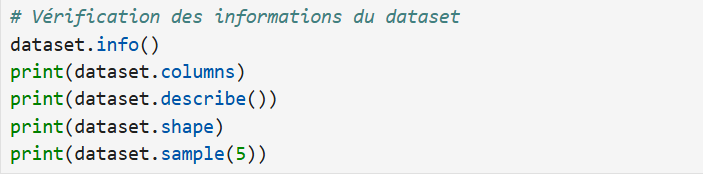 # Vérification des informations du dataset
dataset.info()
print(dataset.columns)
print(dataset.describe())
print(dataset.shape)
print(dataset.sample(5))